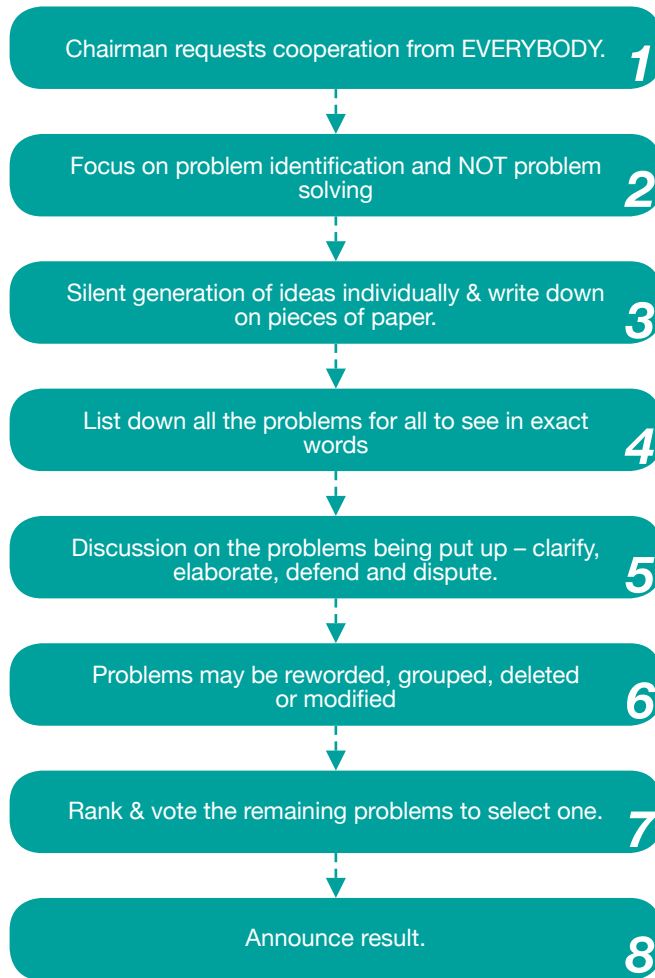 Chairman requests cooperation from EVERYBODY.
1
Focus on problem identification and NOT problem
solving
2
Silent generation of ideas individually & write down
on pieces of paper.
3
List down all the problems for all to see in exact
words
4
Discussion on the problems being put up – clarify,
elaborate, defend and dispute.
5
Problems may be reworded, grouped, deleted
or modified
6
Rank & vote the remaining problems to select one.
7
Announce result.
8